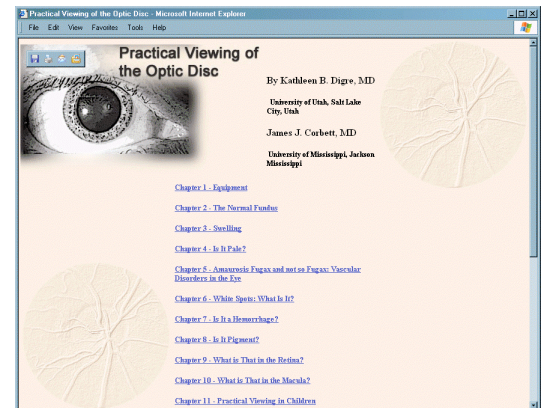 Practical Viewing of the Optic Disc - Microsoft Internet Explorer
File Edit View Favorites Tools Help
Practical Viewing of
the Optic Disc
By Kathleen B. Digre, MD
University of Utah, Salt Lake
City, Utah
James J. Corbett, MD
University of Mississippi, Jackson
Mississippi
Chapter 1 - Equipment
Chapter 2 - The Normal Fundus
Chapter 3 - Swelling
Chapter 4 - Is It Pale?
Chapter 5 - Amaurosis Fugax and not so Fugax: Vascular
Disorders in the Eye
Chapter 6 - White Spots: What Is It?
Chapter 7 - Is It a Hemorrhage?
Chapter 8 - Is It Pigment?
Chapter 9 - What is That in the Retina?
Chapter 10 - What is That in the Macula?
Chapter 11 - Practical Viewing in Children